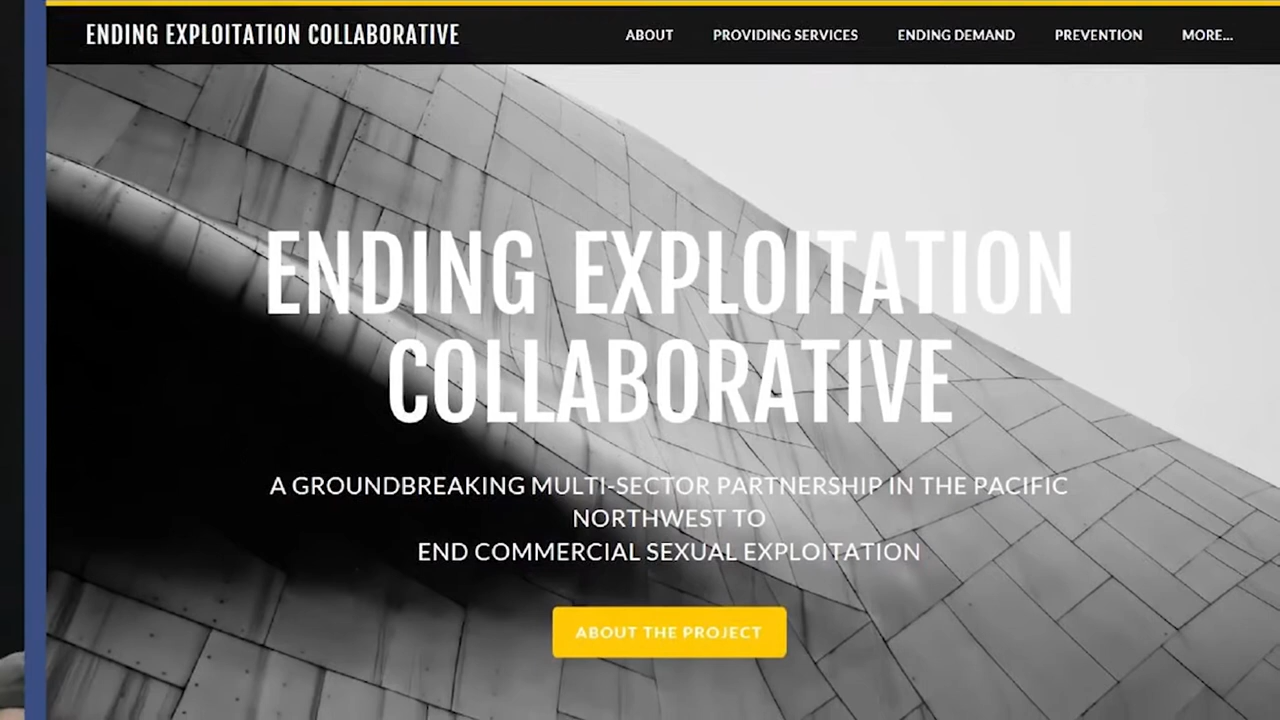 ENDING EXPLOITATION COLLABORATIVE
ABOUT PROVIDING SERVICES ENDING DEMAND PREVENTION MORE...
ENDING EXPLOITATION
COLLABORATIVE
A GROUNDBREAKING MULTI-SECTOR PARTNERSHIP IN THE PACIFIC
NORTHWEST TO
END COMMERCIAL SEXUAL EXPLOITATION
ABOUT THE PROJECT